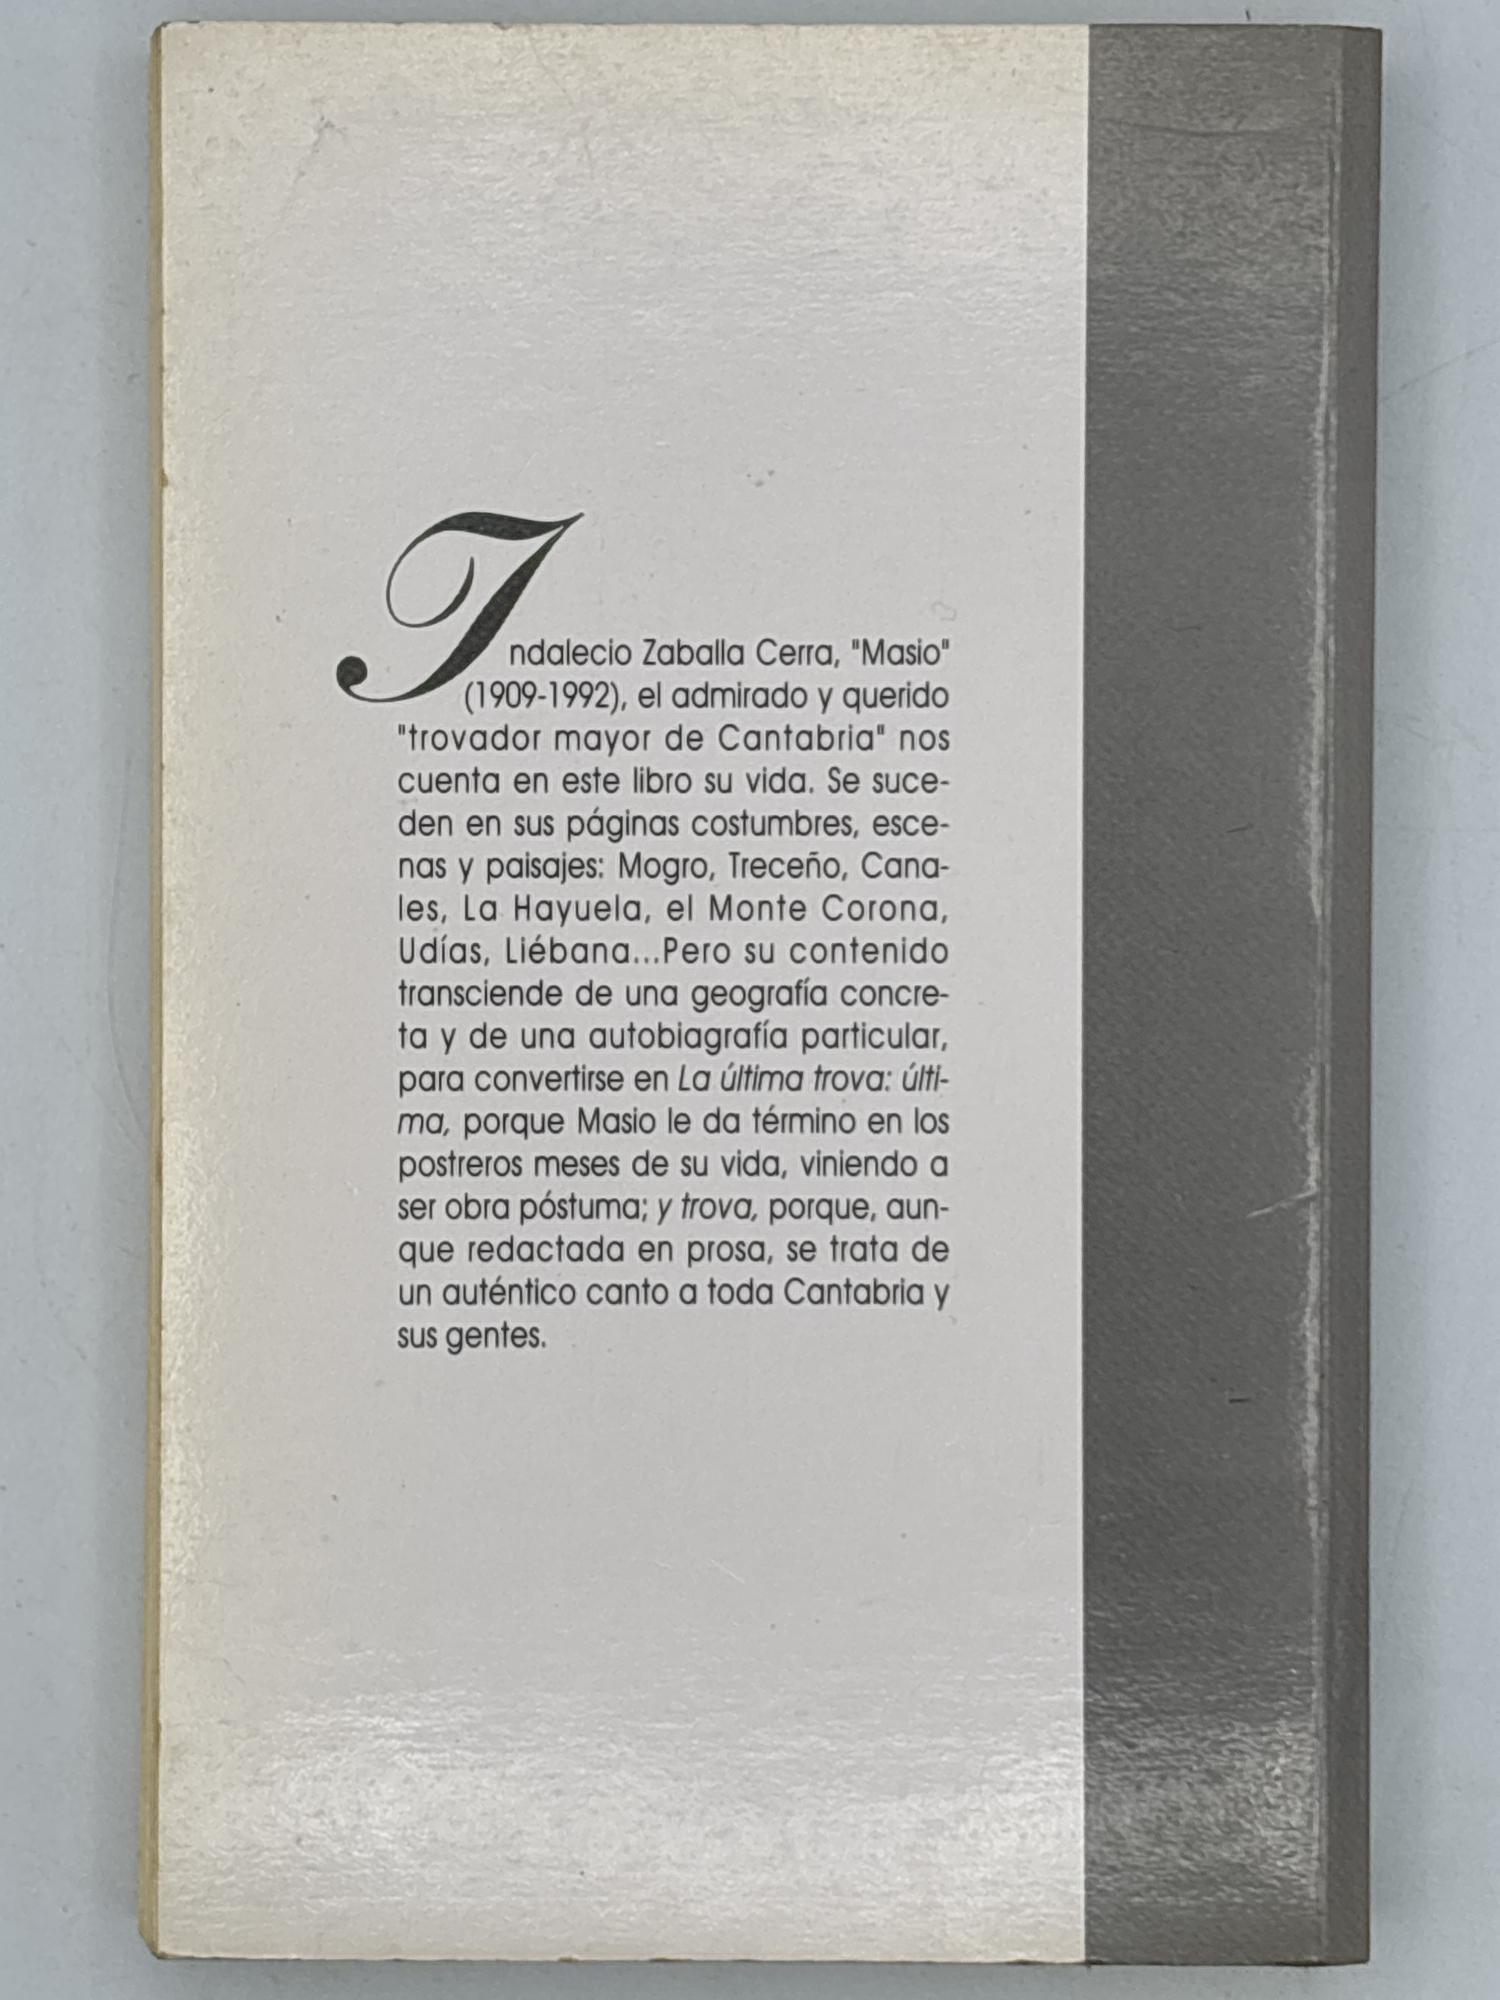 Indalecio Zaballa Cerra, "Masio"
(1909-1992), el admirado y querido
"trovador mayor de Cantabria" nos
cuenta en este libro su vida. Se suce-
den en sus páginas costumbres, esce-
nas y paisajes: Mogro, Treceño, Cana-
les, La Hayuela, el Monte Corona,
Udías, Liébana...Pero su contenido
transciende de una geografía concre-
ta y de una autobiagrafía particular,
para convertirse en La última trova: últi-
ma, porque Masio le da término en los
postreros meses de su vida, viniendo a
ser obra póstuma; y trova, porque, aun-
que redactada en prosa, se trata de
un auténtico canto a toda Cantabria y
sus gentes.